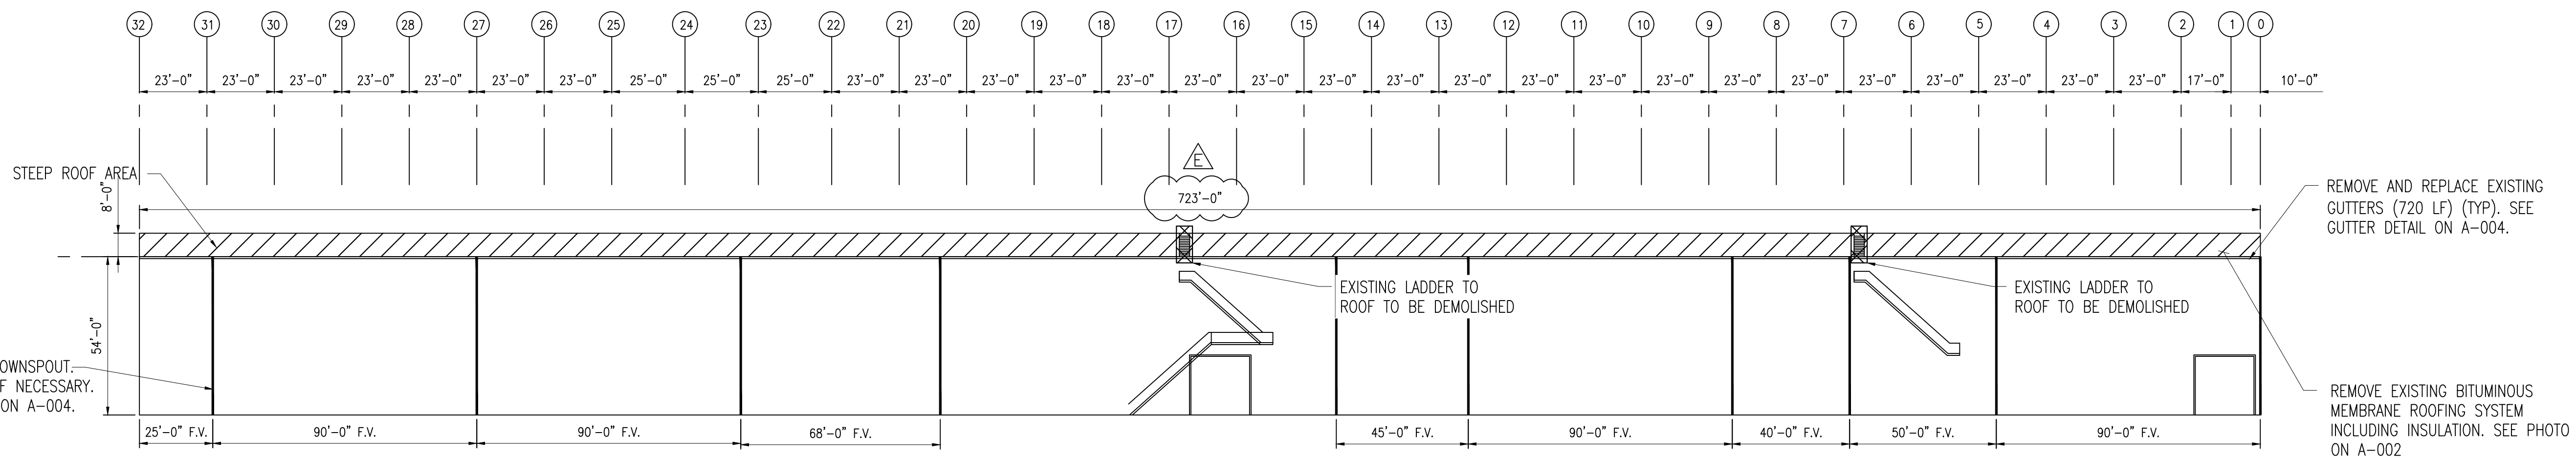 32 31 30 29 28 27 26 25 24 23 22 21 20 19 18 17 16 15 14 13 12 11 10 9 8 7 6 5 4 3 2 1 0
23'-0" 23'-0" 23'-0" 23'-0" 23'-0" 23'-0" 23'-0" 25'-0" 25'-0" 25'-0" 23'-0" 23'-0" 23'-0" 23'-0" 23'-0" 23'-0" 23'-0" 23'-0" 23'-0" 23'-0" 23'-0" 23'-0" 23'-0" 23'-0" 23'-0" 23'-0" 23'-0" 23'-0" 23'-0" 23'-0" 17'-0" 10'-0"
E
723'-0"
STEEP ROOF AREA
8'-0"
54'-0"
OWNSPOUT.
F NECESSARY.
ON A-004.
EXISTING LADDER TO
ROOF TO BE DEMOLISHED
EXISTING LADDER TO
ROOF TO BE DEMOLISHED
REMOVE AND REPLACE EXISTING
GUTTERS (720 LF) (TYP). SEE
GUTTER DETAIL ON A-004.
REMOVE EXISTING BITUMINOUS
MEMBRANE ROOFING SYSTEM
INCLUDING INSULATION. SEE PHOTO
ON A-002
25'-0" F.V. 90'-0" F.V. 90'-0" F.V. 68'-0" F.V. 45'-0" F.V. 90'-0" F.V. 40'-0" F.V. 50'-0" F.V. 90'-0" F.V.